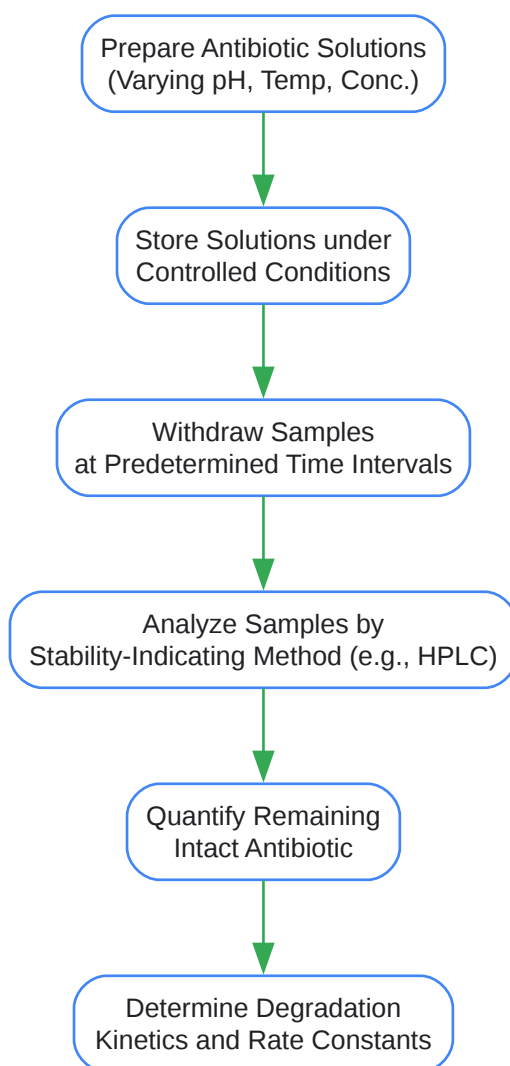 Prepare Antibiotic Solutions
(Varying pH, Temp, Conc.)
Store Solutions under
Controlled Conditions
Withdraw Samples
at Predetermined Time Intervals
Analyze Samples by
Stability-Indicating Method (e.g., HPLC)
Quantify Remaining
Intact Antibiotic
Determine Degradation
Kinetics and Rate Constants